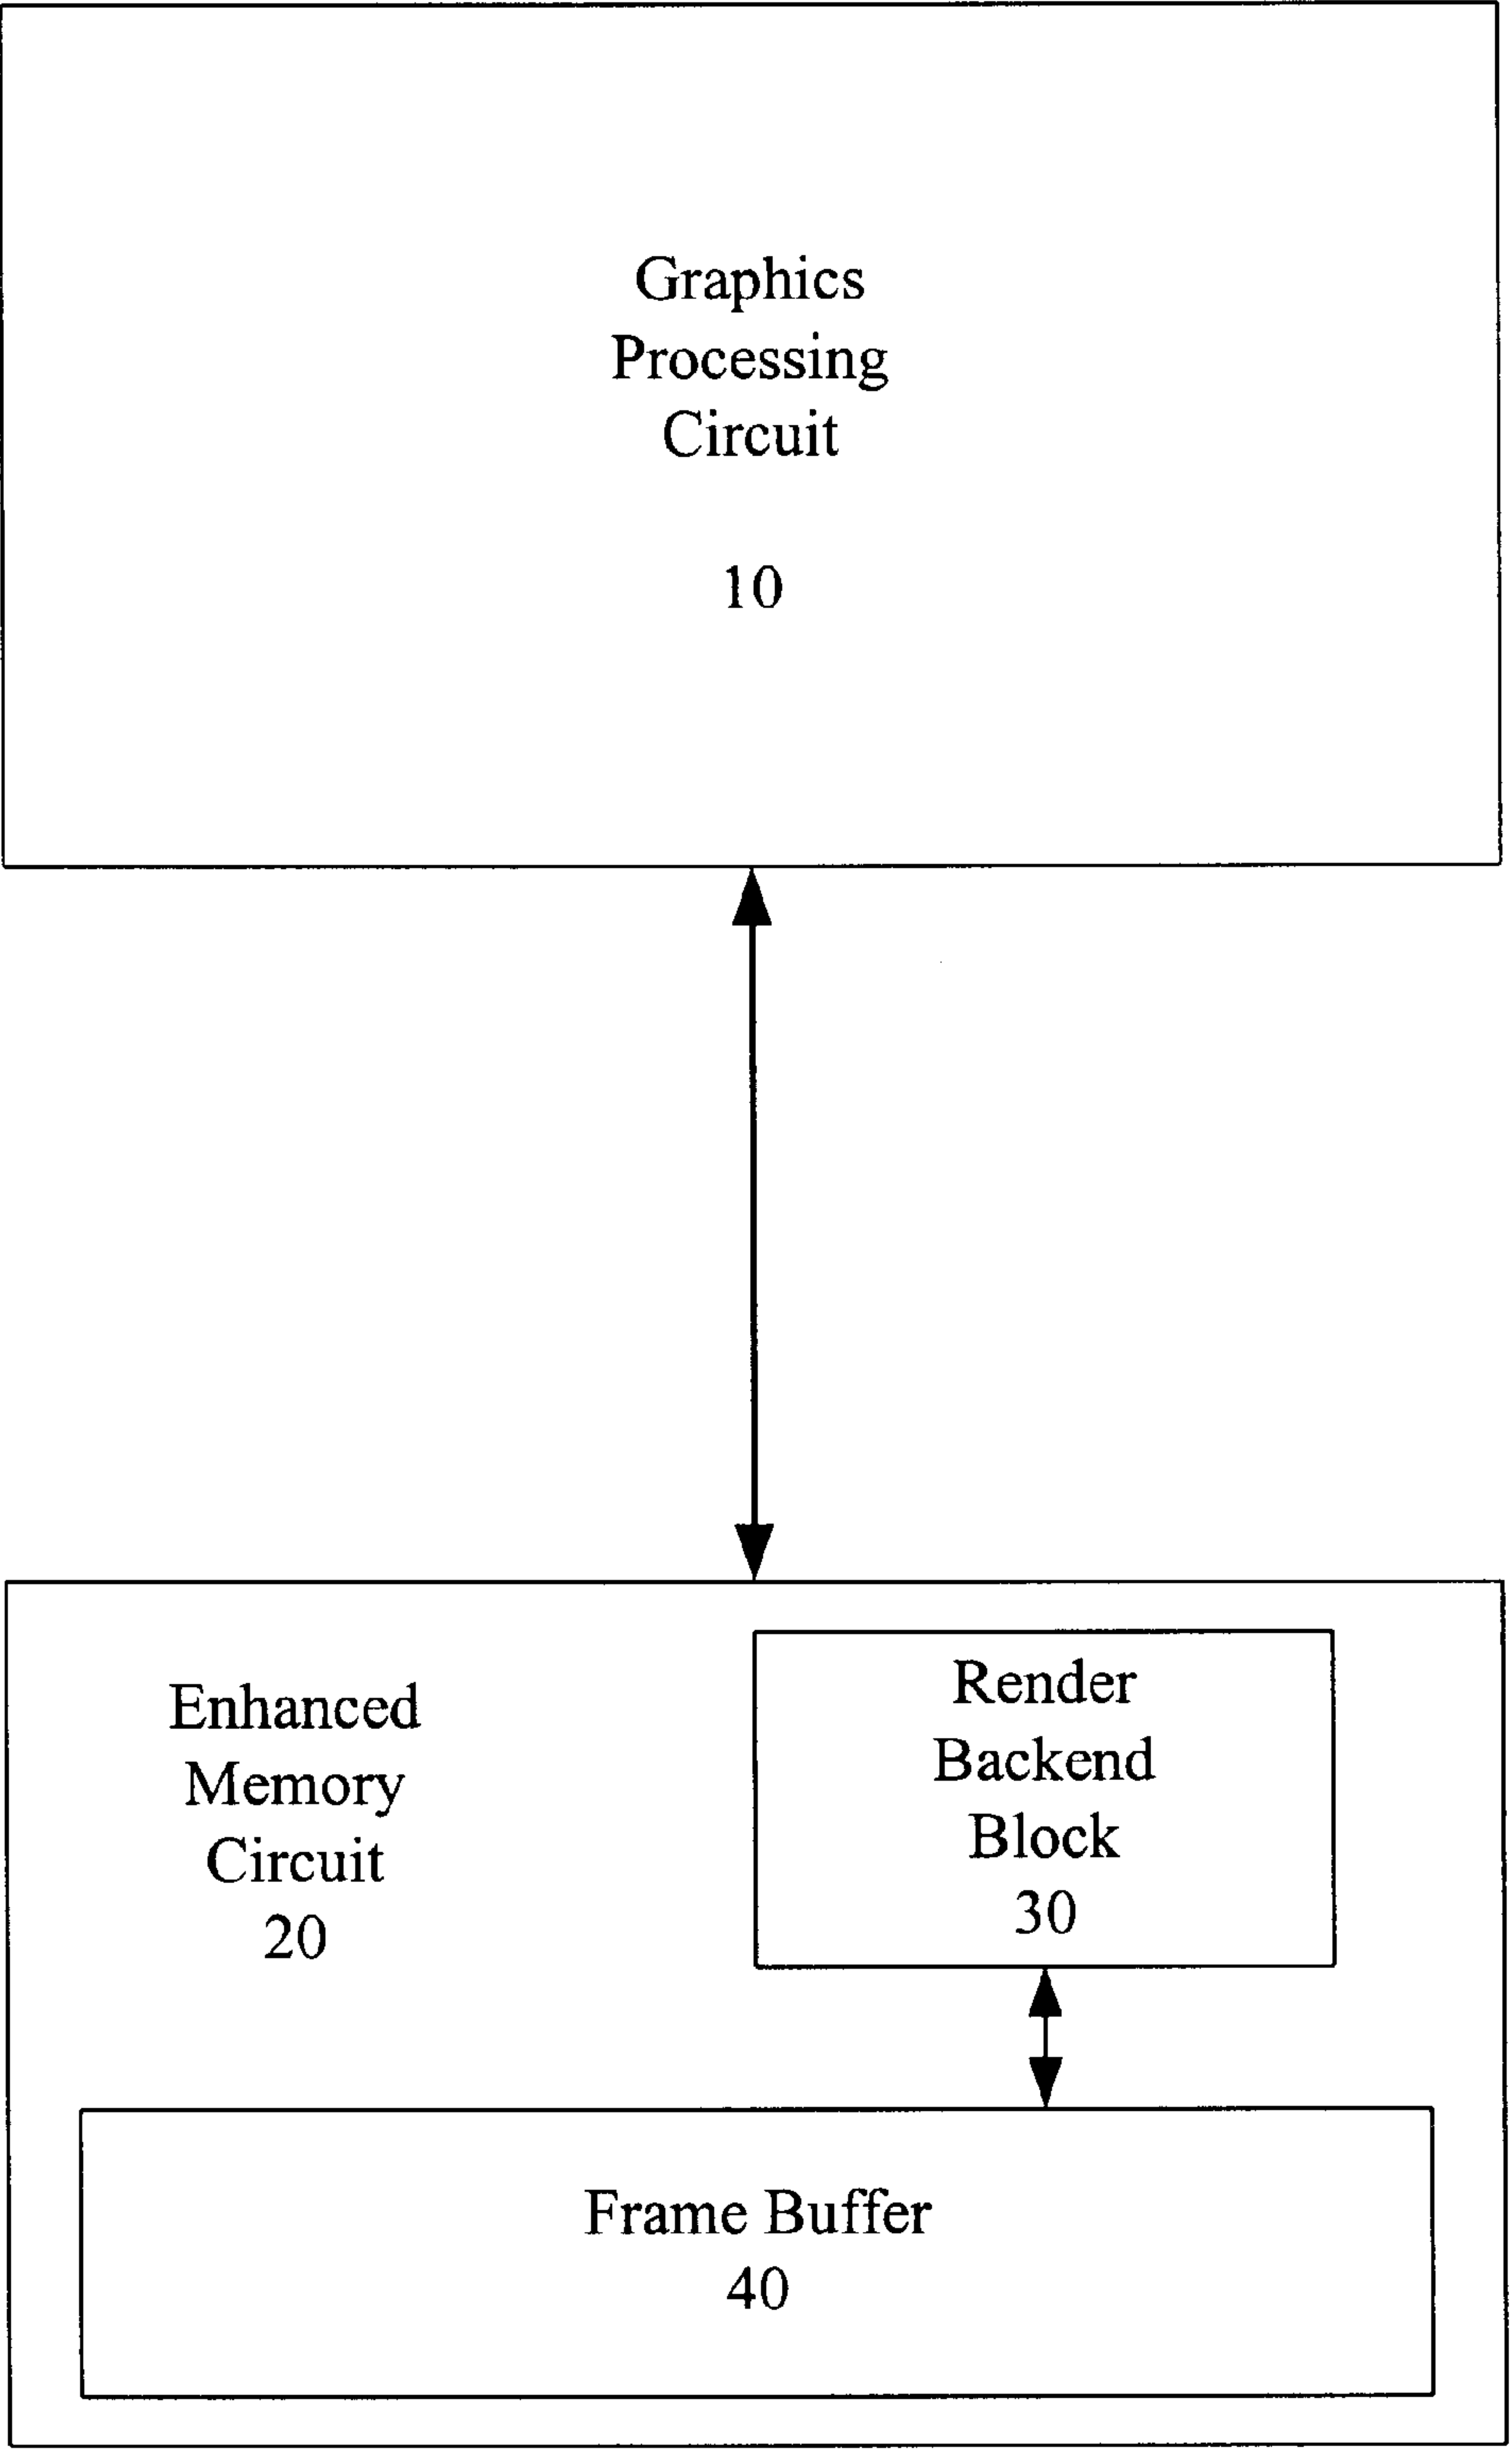 Graphics
Processing
Circuit
10
Enhanced
Memory
Circuit
20
Render
Backend
Block
30
Frame Buffer
40